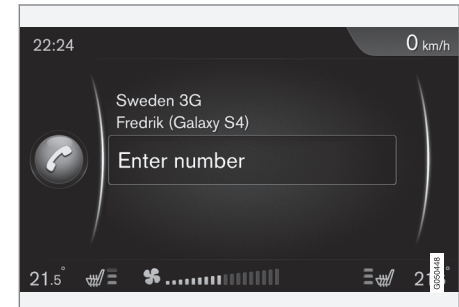 22:24
0 km/h
Sweden 3G
Fredrik (Galaxy S4)
Enter number
21.5°
G050448